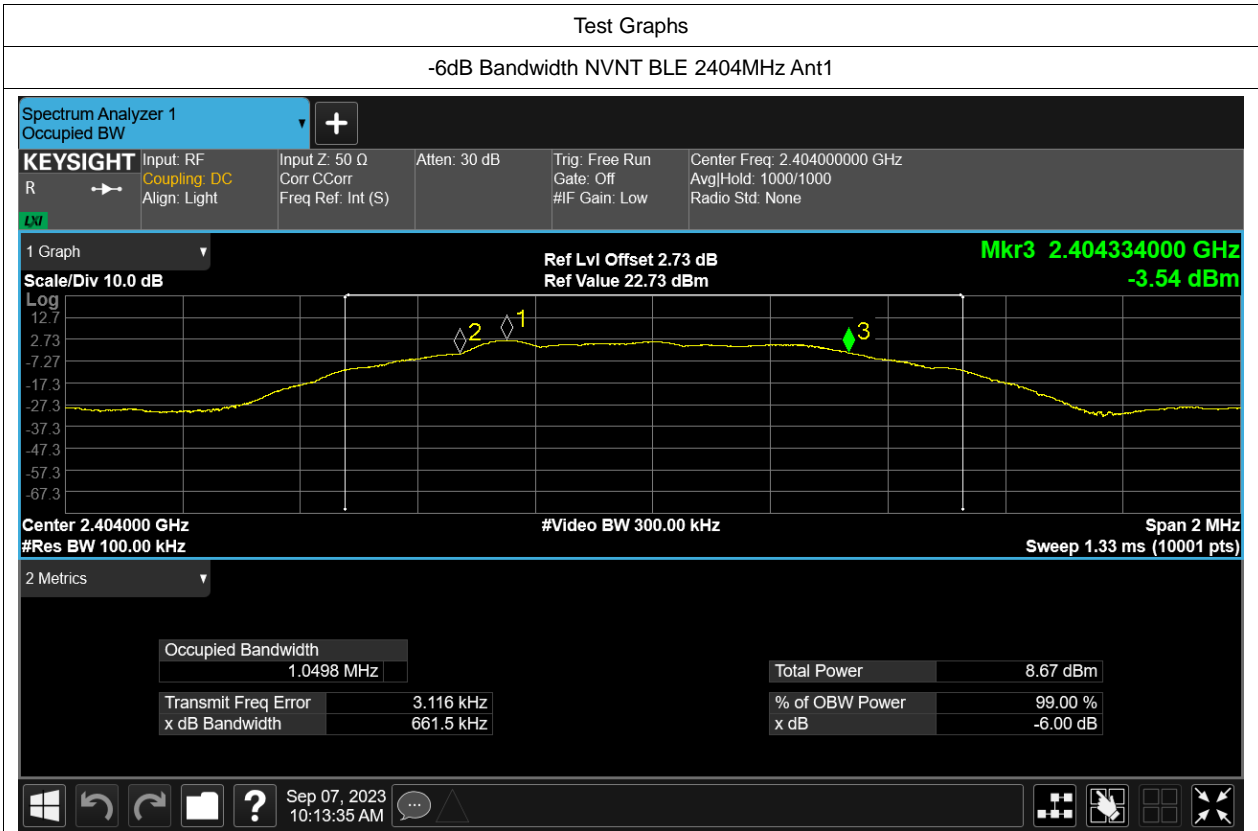 Test Graphs
-6dB Bandwidth NVNT BLE 2404MHz Ant1
Spectrum Analyzer 1
Occupied BW
KEYSIGHT
R
LXI
Input: RF
Coupling: DC
Align: Light
Input Z: 50 Ω
Corr CCorr
Freq Ref: Int (S)
Atten: 30 dB
Trig: Free Run
Gate: Off
#IF Gain: Low
Center Freq: 2.404000000 GHz
Avg|Hold: 1000/1000
Radio Std: None
1 Graph
Scale/Div 10.0 dB
Ref Lvl Offset 2.73 dB
Ref Value 22.73 dBm
Mkr3 2.404334000 GHz
-3.54 dBm
Log
12.7
2.73
-7.27
-17.3
-27.3
-37.3
-47.3
-57.3
-67.3
2
1
3
Center 2.404000 GHz
#Res BW 100.00 kHz
#Video BW 300.00 kHz
Span 2 MHz
Sweep 1.33 ms (10001 pts)
2 Metrics
Occupied Bandwidth
1.0498 MHz
Transmit Freq Error 3.116 kHz
x dB Bandwidth 661.5 kHz
Total Power 8.67 dBm
% of OBW Power 99.00 %
x dB -6.00 dB
?
Sep 07, 2023
10:13:35 AM